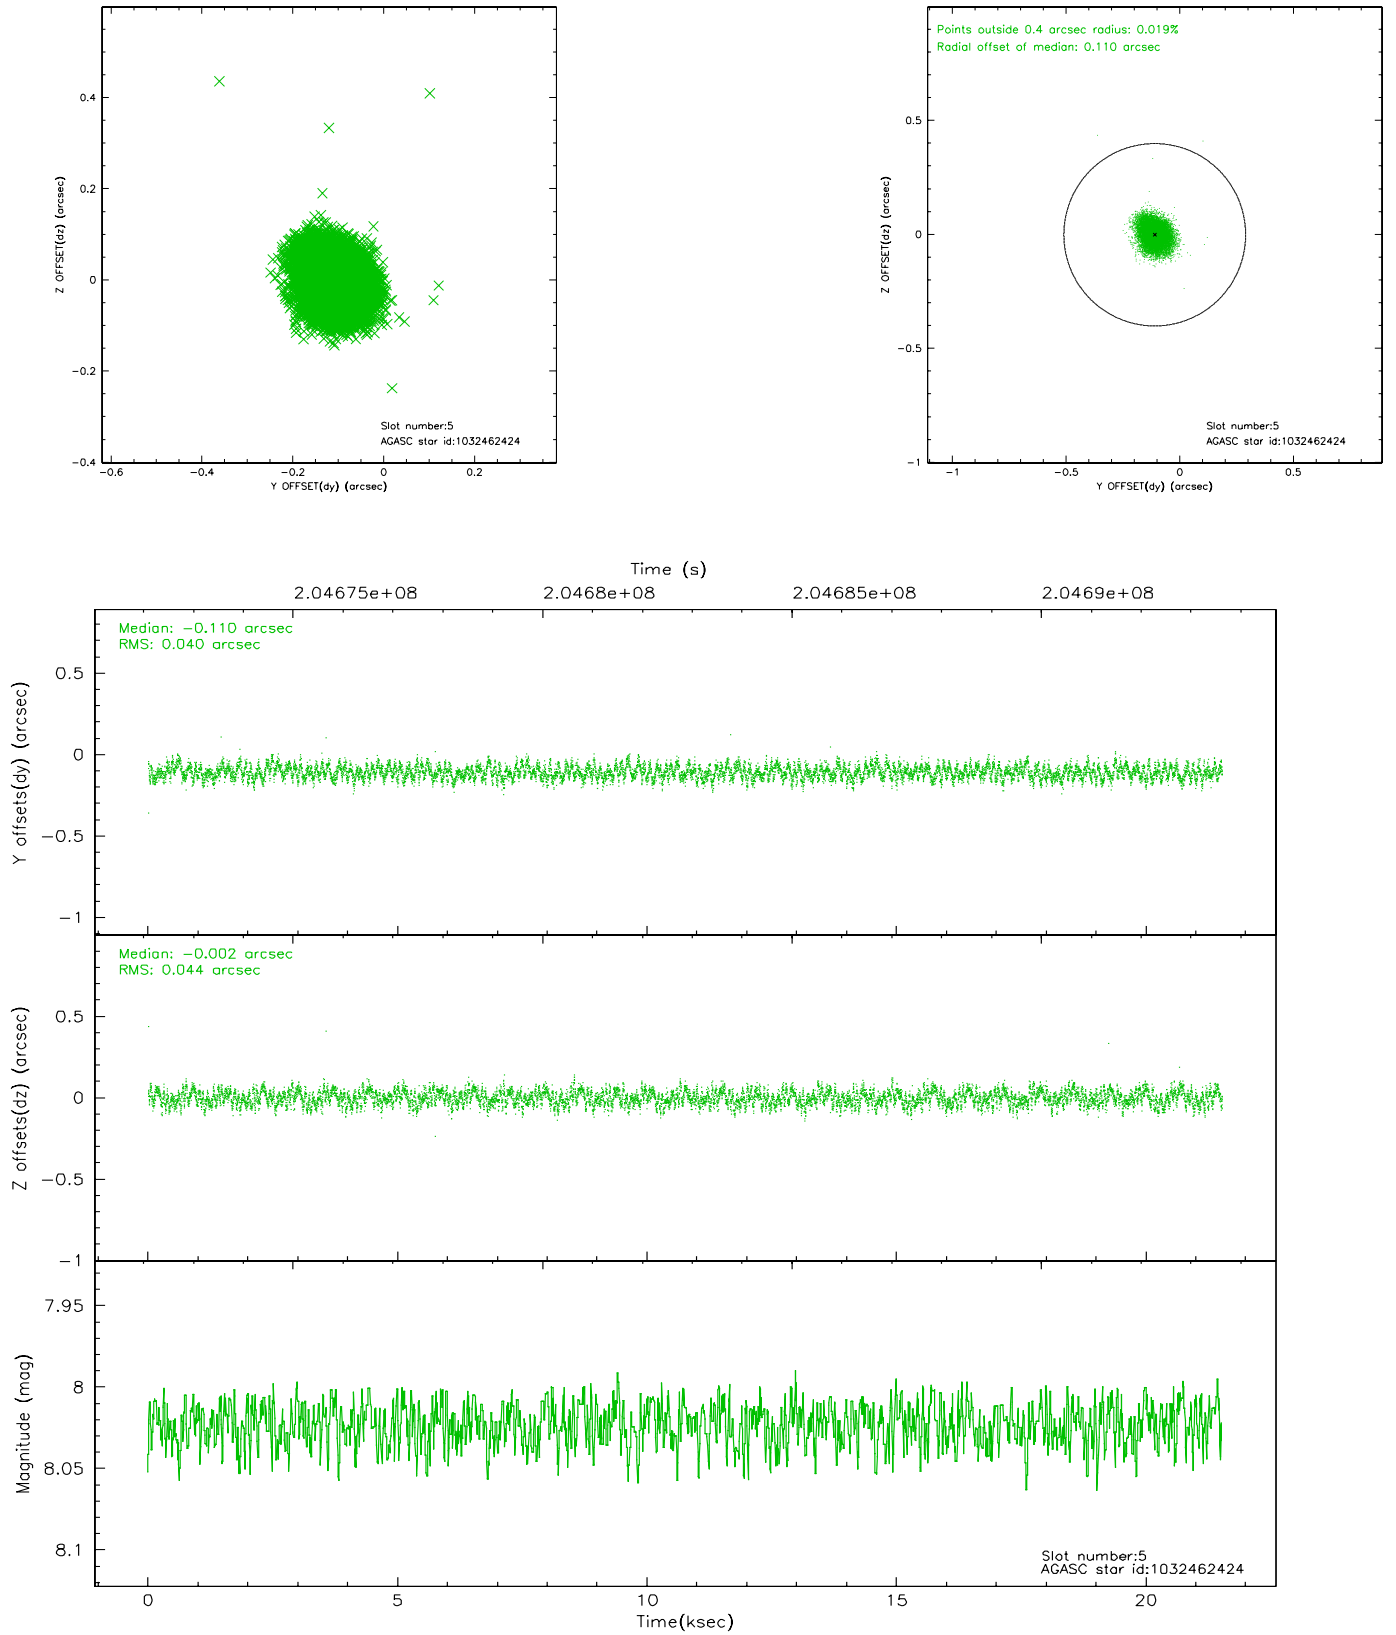 Points outside 0.4 arcsec radius: 0.019%
Radial offset of median: 0.110 arcsec
0.4
0.2
0
−0.2
−0.4
Z OFFSET(dz) (arcsec)
Slot number:5
AGASC star id:1032462424
−0.6
−0.4
−0.2
0
0.2
Y OFFSET(dy) (arcsec)
0.5
0
−0.5
−1
Z OFFSET(dz) (arcsec)
Slot number:5
AGASC star id:1032462424
−1
−0.5
0
0.5
Y OFFSET(dy) (arcsec)
Time (s)
2.04675e+08
2.0468e+08
2.04685e+08
2.0469e+08
Median: −0.110 arcsec
RMS: 0.040 arcsec
0.5
0
−0.5
−1
Y offsets(dy) (arcsec)
Median: −0.002 arcsec
RMS: 0.044 arcsec
0.5
0
−0.5
−1
Z offsets(dz) (arcsec)
7.95
8
8.05
8.1
Magnitude (mag)
Slot number:5
AGASC star id:1032462424
0
5
10
15
20
Time(ksec)